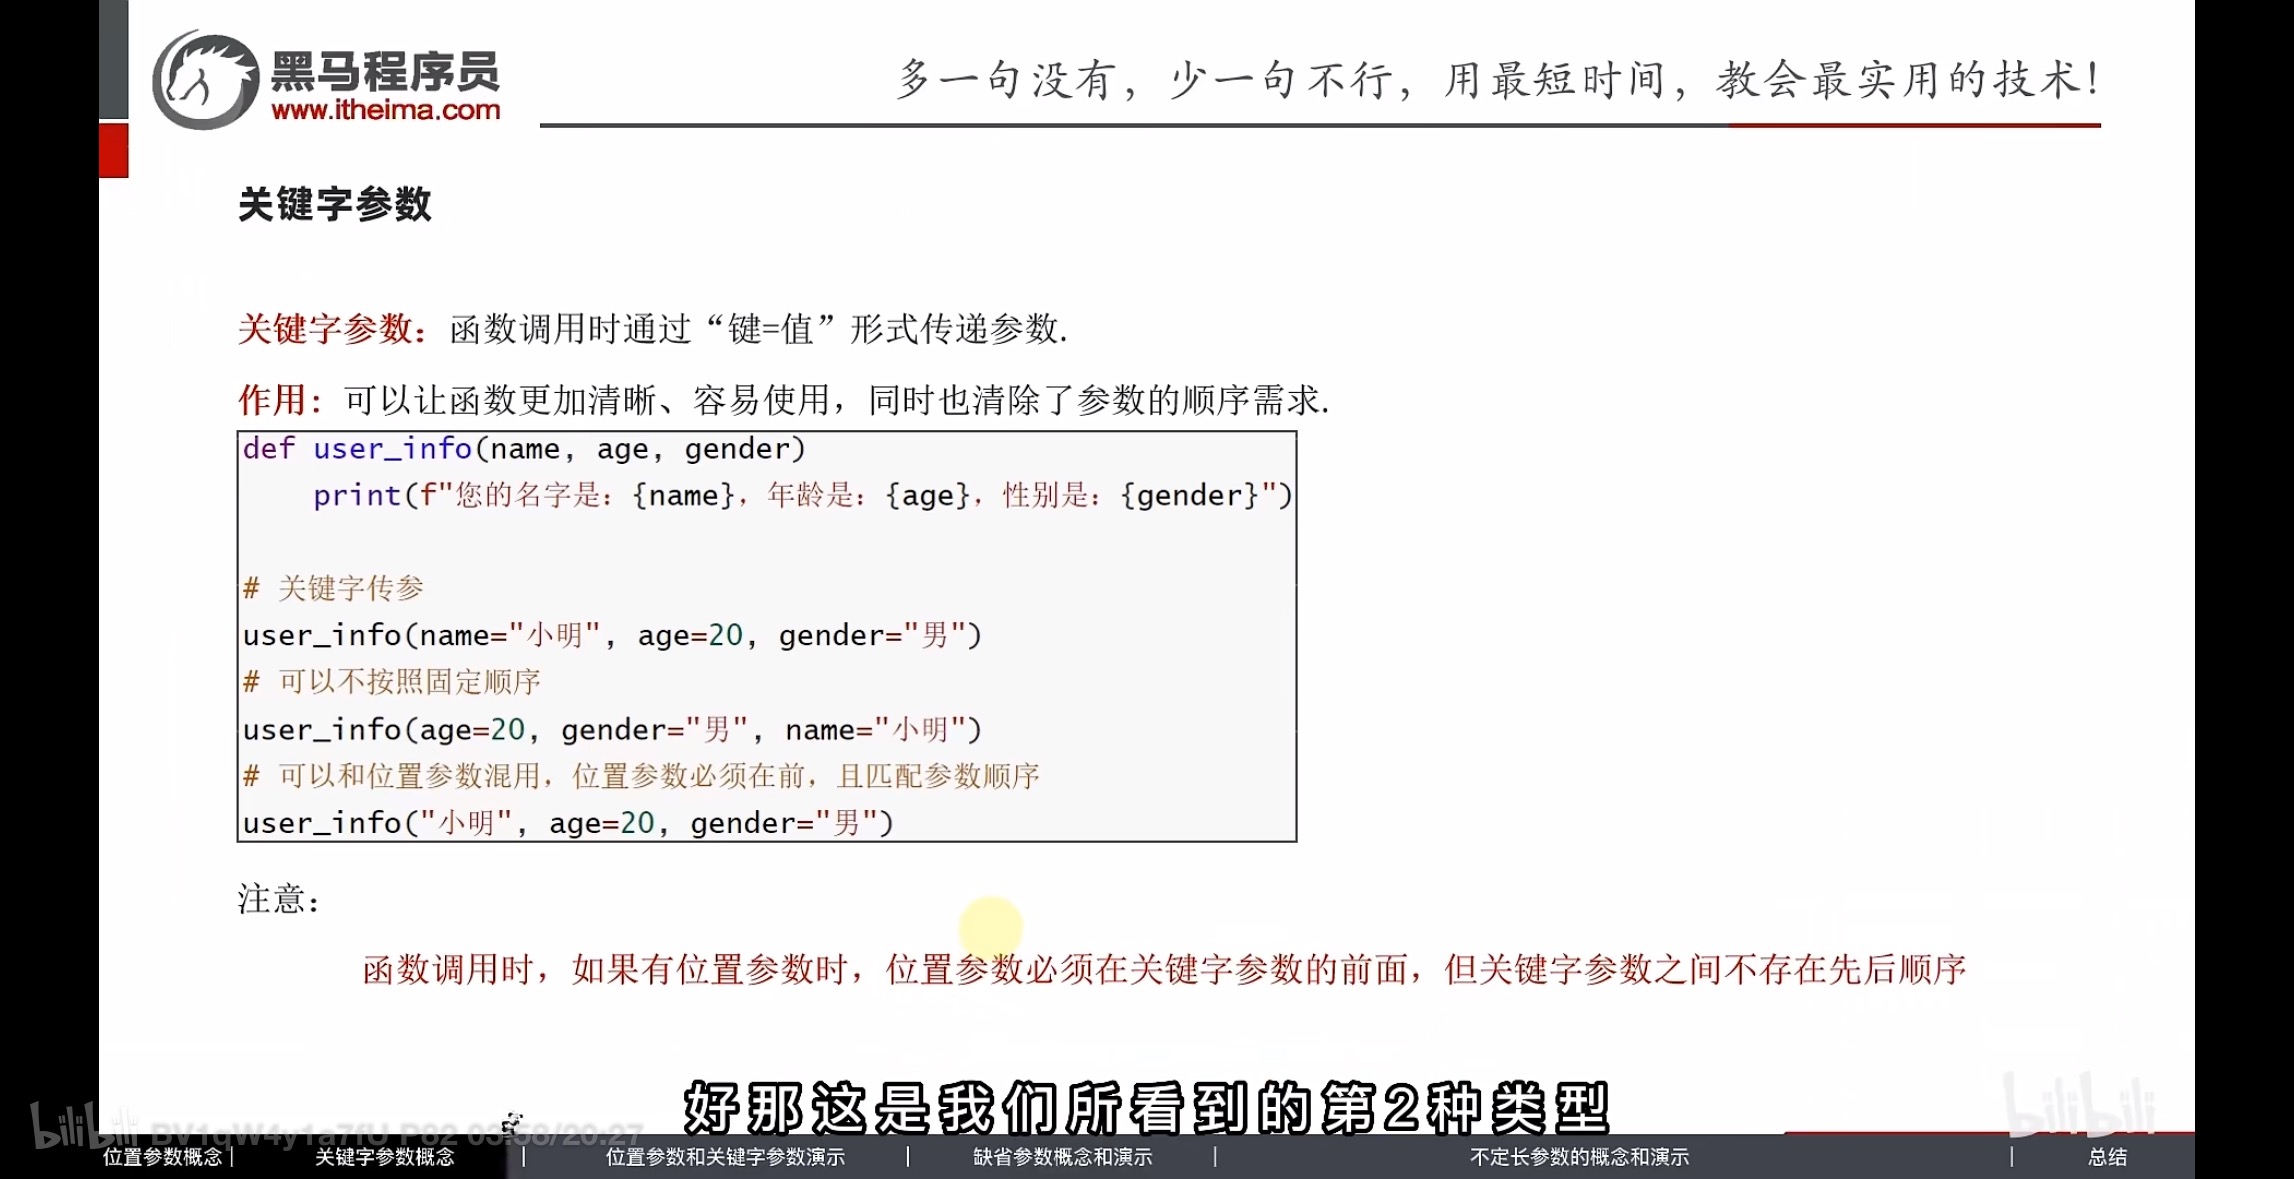 黑马程序员
www.itheima.com
多一句没有，少一句不行，用最短时间，教会最实用的技术！
关键字参数
关键字参数：函数调用时通过“键=值”形式传递参数.
作用：可以让函数更加清晰、容易使用，同时也清除了参数的顺序需求.
def user_info(name, age, gender)
    print(f"您的名字是：{name}，年龄是：{age}，性别是：{gender}")
# 关键字传参
user_info(name="小明", age=20, gender="男")
# 可以不按照固定顺序
user_info(age=20, gender="男", name="小明")
# 可以和位置参数混用，位置参数必须在前，且匹配参数顺序
user_info("小明", age=20, gender="男")
注意：
函数调用时，如果有位置参数时，位置参数必须在关键字参数的前面，但关键字参数之间不存在先后顺序
好那这是我们所看到的第2种类型
bilibili BV1qW4y1a7fU P82 03:58/20:27
bilibili
位置参数概念 | 关键字参数概念 | 位置参数和关键字参数演示 | 缺省参数概念和演示 | 不定长参数的概念和演示 | 总结